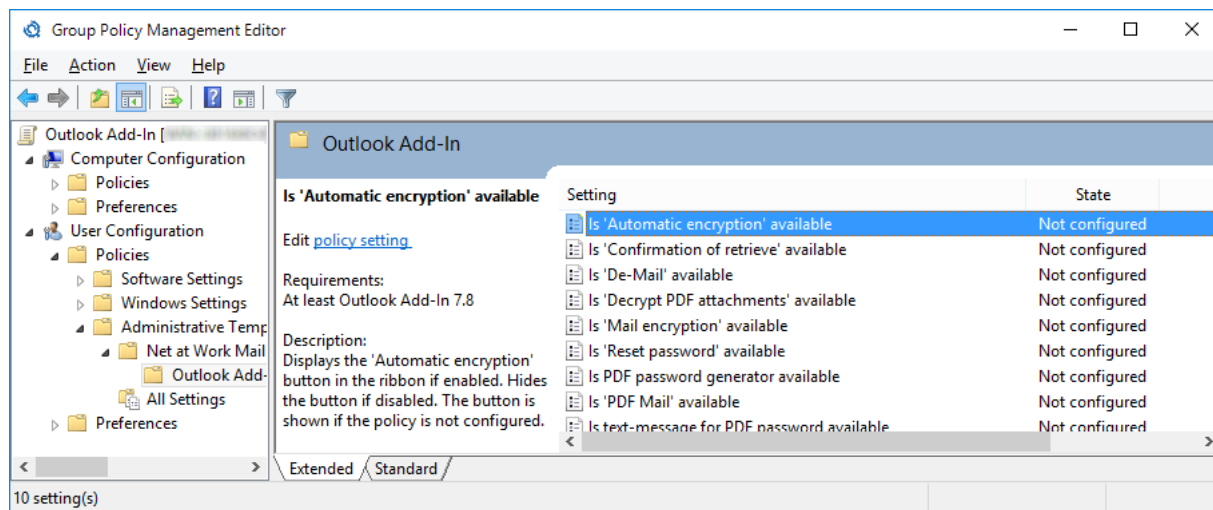 Group Policy Management Editor
File Action View Help
Outlook Add-In [
Computer Configuration
Policies
Preferences
User Configuration
Policies
Software Settings
Windows Settings
Administrative Temp
Net at Work Mail
Outlook Add-
All Settings
Preferences
Outlook Add-In
Is 'Automatic encryption' available
Edit policy setting
Requirements:
At least Outlook Add-In 7.8
Description:
Displays the 'Automatic encryption'
button in the ribbon if enabled. Hides
the button if disabled. The button is
shown if the policy is not configured.
Setting State
Is 'Automatic encryption' available Not configured
Is 'Confirmation of retrieve' available Not configured
Is 'De-Mail' available Not configured
Is 'Decrypt PDF attachments' available Not configured
Is 'Mail encryption' available Not configured
Is 'Reset password' available Not configured
Is PDF password generator available Not configured
Is 'PDF Mail' available Not configured
Is text-message for PDF password available Not configured
Extended Standard
10 setting(s)